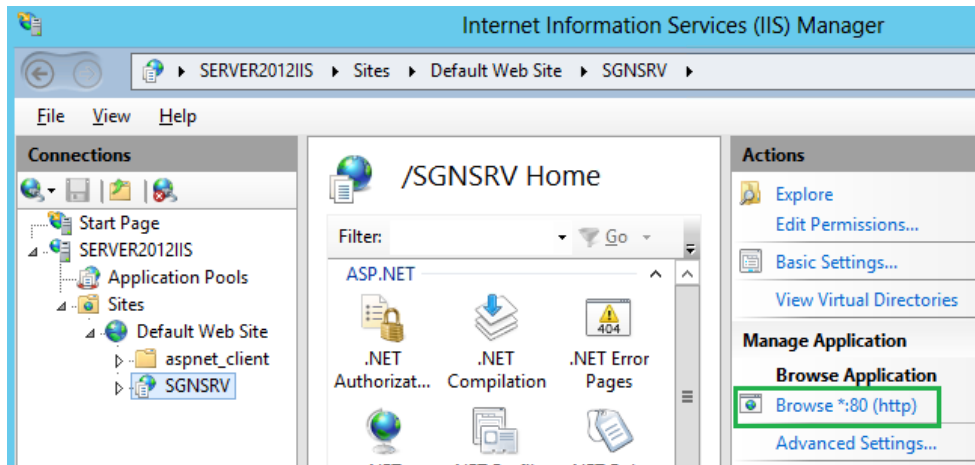 Internet Information Services (IIS) Manager
SERVER2012IIS Sites Default Web Site SGNSRV
File View Help
Connections
Start Page
SERVER2012IIS
Application Pools
Sites
Default Web Site
aspnet_client
SGNSRV
/SGNSRV Home
Filter: Go
ASP.NET
.NET Authorizat...
.NET Compilation
404
.NET Error Pages
Actions
Explore
Edit Permissions...
Basic Settings...
View Virtual Directories
Manage Application
Browse Application
Browse *:80 (http)
Advanced Settings...